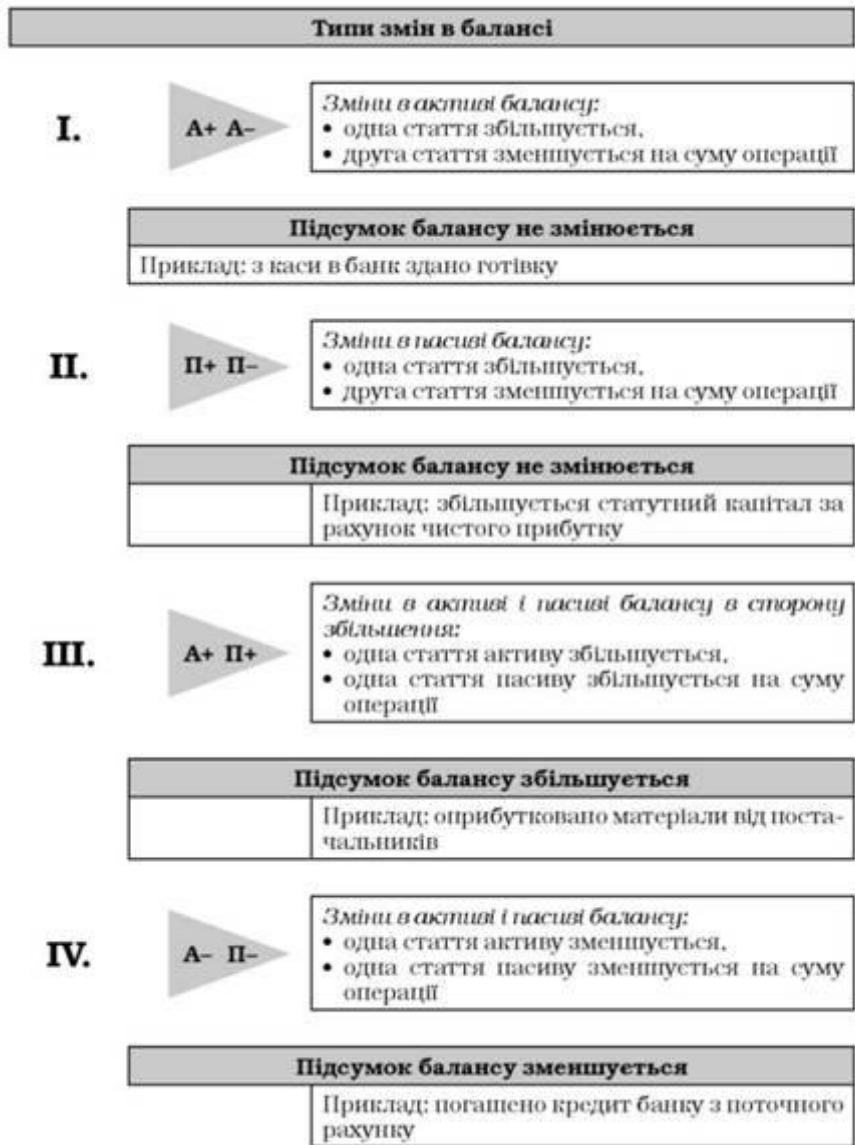 Типи змін в балансі
I.
А+ А–
Зміни в активі балансу:
• одна стаття збільшується,
• друга стаття зменшується на суму операції
Підсумок балансу не змінюється
Приклад: з каси в банк здано готівку
II.
П+ П–
Зміни в пасиві балансу:
• одна стаття збільшується,
• друга стаття зменшується на суму операції
Підсумок балансу не змінюється
Приклад: збільшується статутний капітал за
рахунок чистого прибутку
III.
А+ П+
Зміни в активі і пасиві балансу в сторону
збільшення:
• одна стаття активу збільшується,
• одна стаття пасиву збільшується на суму
операції
Підсумок балансу збільшується
Приклад: оприбутковано матеріали від поста-
чальників
IV.
А– П–
Зміни в активі і пасиві балансу:
• одна стаття активу зменшується,
• одна стаття пасиву зменшується на суму
операції
Підсумок балансу зменшується
Приклад: погашено кредит банку з поточного
рахунку